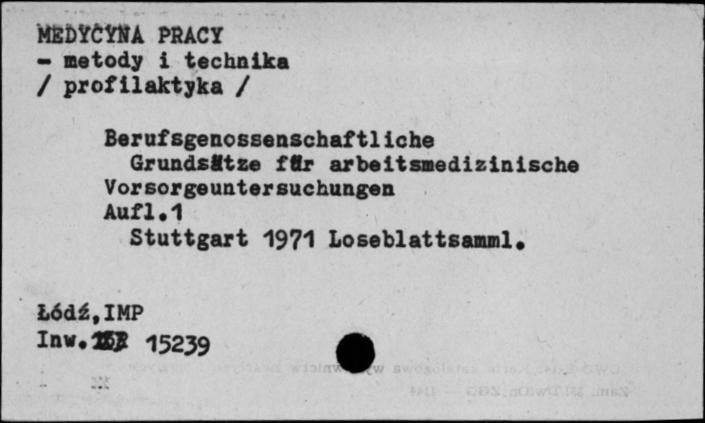 MEDYCYNA PRACY
- metody i technika
/ profilaktyka /
Berufsgenossenschaftliche
Grundsätze für arbeitsmedizinische
Vorsorgeuntersuchungen
Aufl.1
Stuttgart 1971 Loseblattsamml.
Łódź,IMP
Inw. 15239